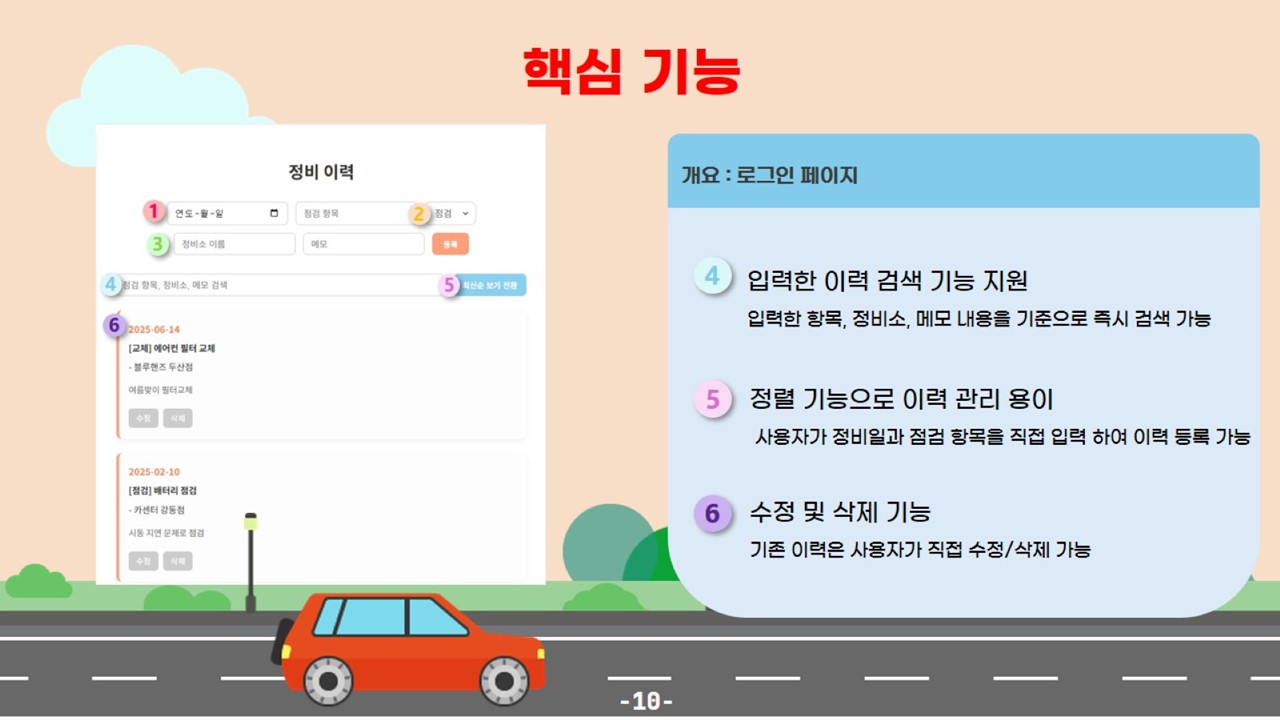 핵심 기능
정비 이력
1 연도-월-일 점검 항목 2 점검
3 정비소 이름 메모 등록
4 점검 항목, 정비소, 메모 검색 5 최신순 보기 전환
6
2025-06-14
[교체] 에어컨 필터 교체
- 블루핸즈 두산점
여름맞이 필터교체
수정 삭제
2025-02-10
[점검] 배터리 점검
- 카센터 강동점
시동 지연 문제로 점검
수정 삭제
개요 : 로그인 페이지
4 입력한 이력 검색 기능 지원
입력한 항목, 정비소, 메모 내용을 기준으로 즉시 검색 가능
5 정렬 기능으로 이력 관리 용이
사용자가 정비일과 점검 항목을 직접 입력 하여 이력 등록 가능
6 수정 및 삭제 기능
기존 이력은 사용자가 직접 수정/삭제 가능
-10-